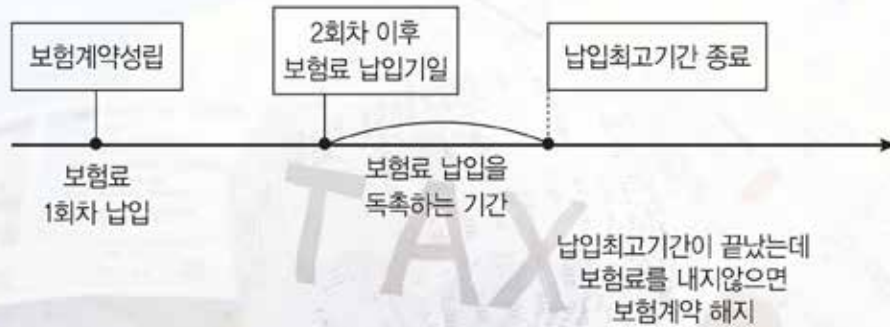 보험계약성립
2회차 이후
보험료 납입기일
납입최고기간 종료
보험료
1회차 납입
보험료 납입을
독촉하는 기간
납입최고기간이 끝났는데
보험료를 내지않으면
보험계약 해지
TAX